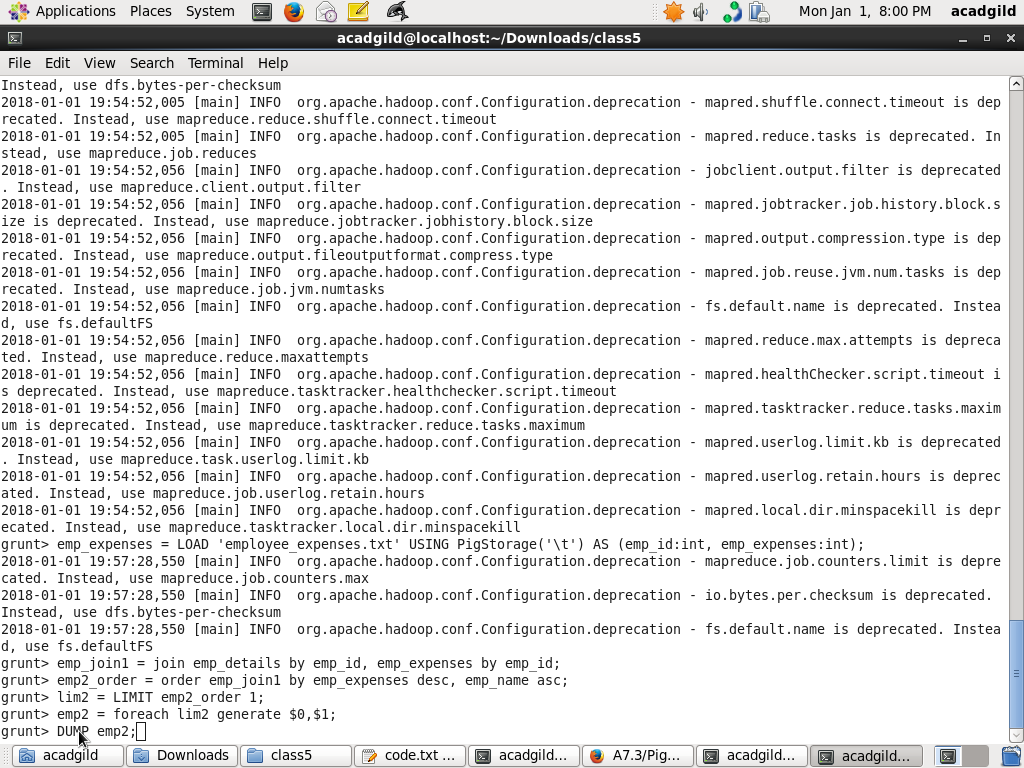 Applications Places System Mon Jan 1, 8:00 PM acadgild
acadgild@localhost:~/Downloads/class5
File Edit View Search Terminal Help
Instead, use dfs.bytes-per-checksum
2018-01-01 19:54:52,005 [main] INFO  org.apache.hadoop.conf.Configuration.deprecation - mapred.shuffle.connect.timeout is dep
recated. Instead, use mapreduce.reduce.shuffle.connect.timeout
2018-01-01 19:54:52,005 [main] INFO  org.apache.hadoop.conf.Configuration.deprecation - mapred.reduce.tasks is deprecated. In
stead, use mapreduce.job.reduces
2018-01-01 19:54:52,056 [main] INFO  org.apache.hadoop.conf.Configuration.deprecation - jobclient.output.filter is deprecated
. Instead, use mapreduce.client.output.filter
2018-01-01 19:54:52,056 [main] INFO  org.apache.hadoop.conf.Configuration.deprecation - mapred.jobtracker.job.history.block.s
ize is deprecated. Instead, use mapreduce.jobtracker.jobhistory.block.size
2018-01-01 19:54:52,056 [main] INFO  org.apache.hadoop.conf.Configuration.deprecation - mapred.output.compression.type is dep
recated. Instead, use mapreduce.output.fileoutputformat.compress.type
2018-01-01 19:54:52,056 [main] INFO  org.apache.hadoop.conf.Configuration.deprecation - mapred.job.reuse.jvm.num.tasks is dep
recated. Instead, use mapreduce.job.jvm.numtasks
2018-01-01 19:54:52,056 [main] INFO  org.apache.hadoop.conf.Configuration.deprecation - fs.default.name is deprecated. Instea
d, use fs.defaultFS
2018-01-01 19:54:52,056 [main] INFO  org.apache.hadoop.conf.Configuration.deprecation - mapred.reduce.max.attempts is depreca
ted. Instead, use mapreduce.reduce.maxattempts
2018-01-01 19:54:52,056 [main] INFO  org.apache.hadoop.conf.Configuration.deprecation - mapred.healthChecker.script.timeout i
s deprecated. Instead, use mapreduce.tasktracker.healthchecker.script.timeout
2018-01-01 19:54:52,056 [main] INFO  org.apache.hadoop.conf.Configuration.deprecation - mapred.tasktracker.reduce.tasks.maxim
um is deprecated. Instead, use mapreduce.tasktracker.reduce.tasks.maximum
2018-01-01 19:54:52,056 [main] INFO  org.apache.hadoop.conf.Configuration.deprecation - mapred.userlog.limit.kb is deprecated
. Instead, use mapreduce.task.userlog.limit.kb
2018-01-01 19:54:52,056 [main] INFO  org.apache.hadoop.conf.Configuration.deprecation - mapred.userlog.retain.hours is deprec
ated. Instead, use mapreduce.job.userlog.retain.hours
2018-01-01 19:54:52,056 [main] INFO  org.apache.hadoop.conf.Configuration.deprecation - mapred.local.dir.minspacekill is depr
ecated. Instead, use mapreduce.tasktracker.local.dir.minspacekill
grunt> emp_expenses = LOAD 'employee_expenses.txt' USING PigStorage('\t') AS (emp_id:int, emp_expenses:int);
2018-01-01 19:57:28,550 [main] INFO  org.apache.hadoop.conf.Configuration.deprecation - mapreduce.job.counters.limit is depre
cated. Instead, use mapreduce.job.counters.max
2018-01-01 19:57:28,550 [main] INFO  org.apache.hadoop.conf.Configuration.deprecation - io.bytes.per.checksum is deprecated.
Instead, use dfs.bytes-per-checksum
2018-01-01 19:57:28,550 [main] INFO  org.apache.hadoop.conf.Configuration.deprecation - fs.default.name is deprecated. Instea
d, use fs.defaultFS
grunt> emp_join1 = join emp_details by emp_id, emp_expenses by emp_id;
grunt> emp2_order = order emp_join1 by emp_expenses desc, emp_name asc;
grunt> lim2 = LIMIT emp2_order 1;
grunt> emp2 = foreach lim2 generate $0,$1;
grunt> DUMP emp2;
acadgild Downloads class5 code.txt ... acadgild... A7.3/Pig... acadgild... acadgild...